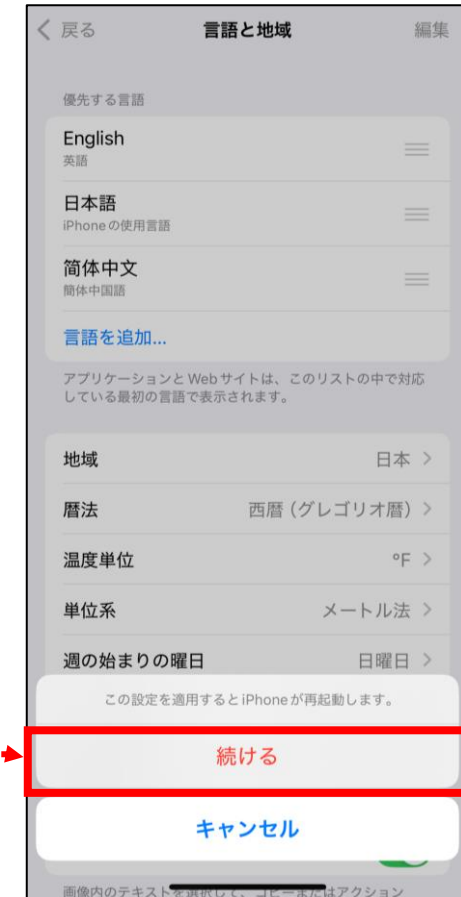 戻る 言語と地域 編集
優先する言語
English
英語
日本語
iPhoneの使用言語
简体中文
簡体中国語
言語を追加...
アプリケーションとWebサイトは、このリストの中で対応
している最初の言語で表示されます。
地域 日本
暦法 西暦（グレゴリオ暦）
温度単位 °F
単位系 メートル法
週の始まりの曜日 日曜日
この設定を適用するとiPhoneが再起動します。
続ける
キャンセル
画像内のテキストを選択して、コピーまたはアクション